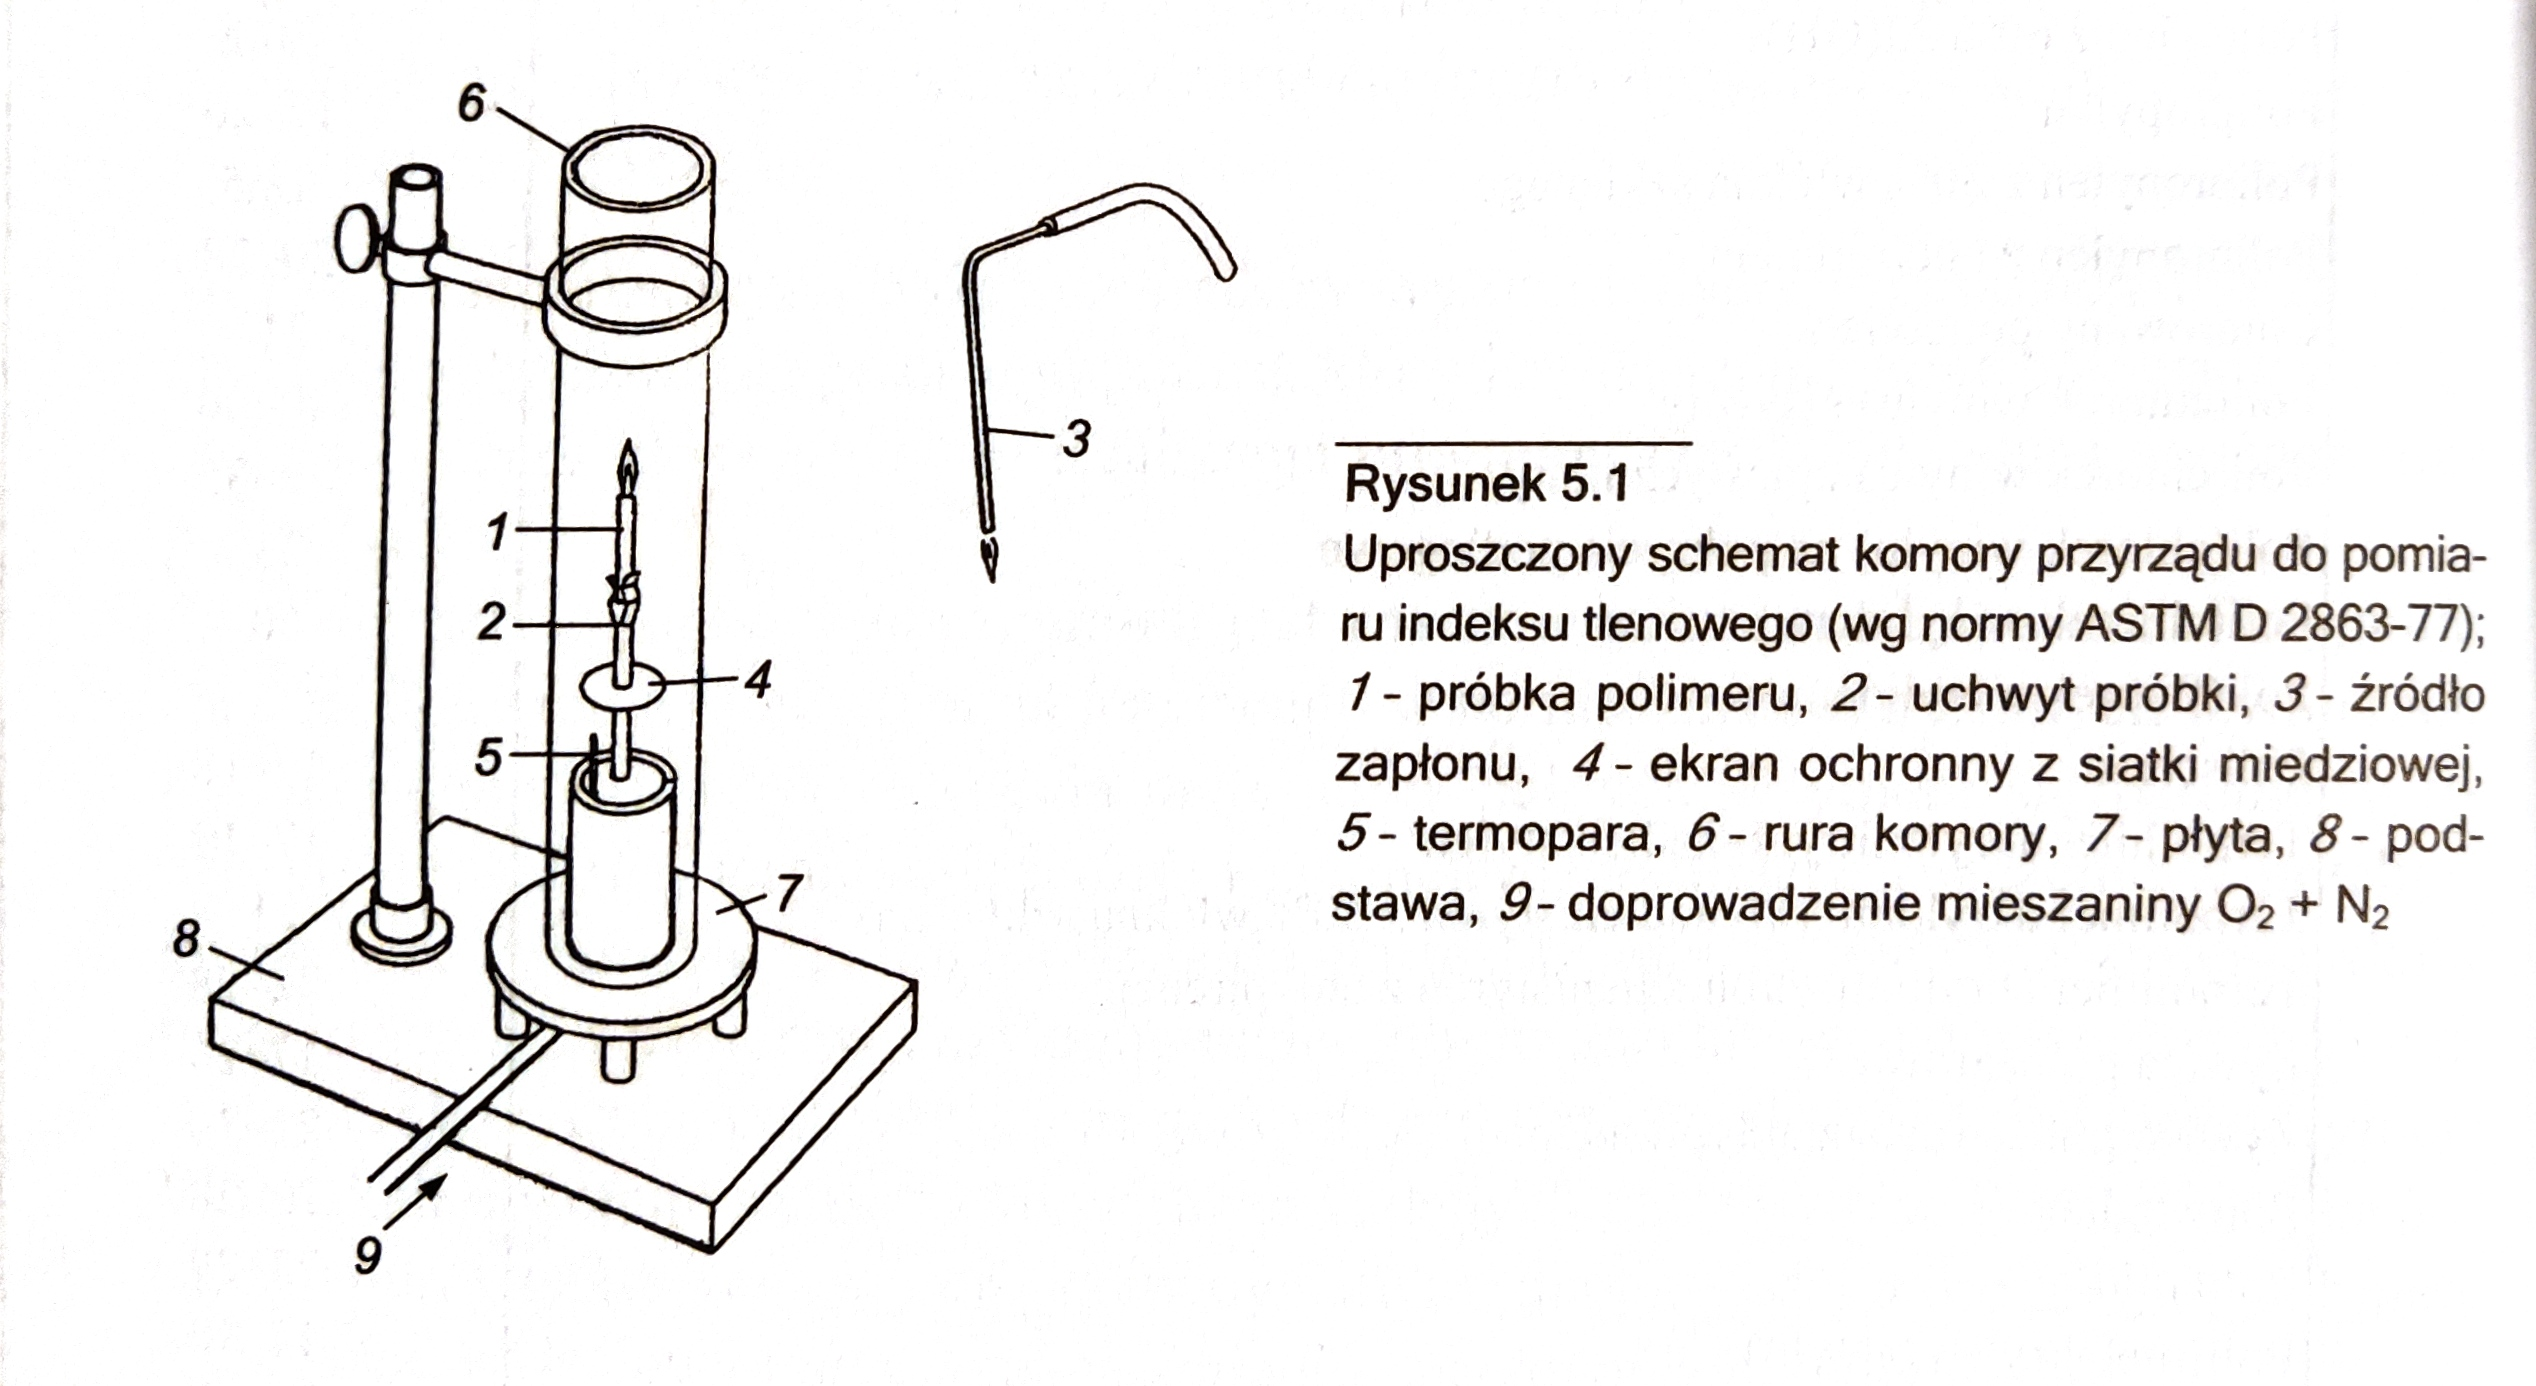 6
3
1
2
4
5
7
8
9
Rysunek 5.1
Uproszczony schemat komory przyrządu do pomia-
ru indeksu tlenowego (wg normy ASTM D 2863-77);
1 - próbka polimeru, 2 - uchwyt próbki, 3 - źródło
zapłonu, 4 - ekran ochronny z siatki miedziowej,
5 - termopara, 6 - rura komory, 7 - płyta, 8 - pod-
stawa, 9 - doprowadzenie mieszaniny O₂ + N₂